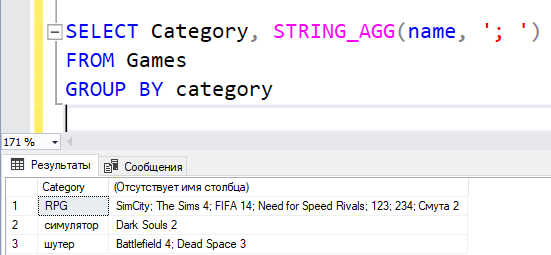 SELECT Category, STRING_AGG(name, '; ')
FROM Games
GROUP BY category
171 %
Результаты Сообщения
Category (Отсутствует имя столбца)
1 RPG SimCity; The Sims 4; FIFA 14; Need for Speed Rivals; 123; 234; Смута 2
2 симулятор Dark Souls 2
3 шутер Battlefield 4; Dead Space 3